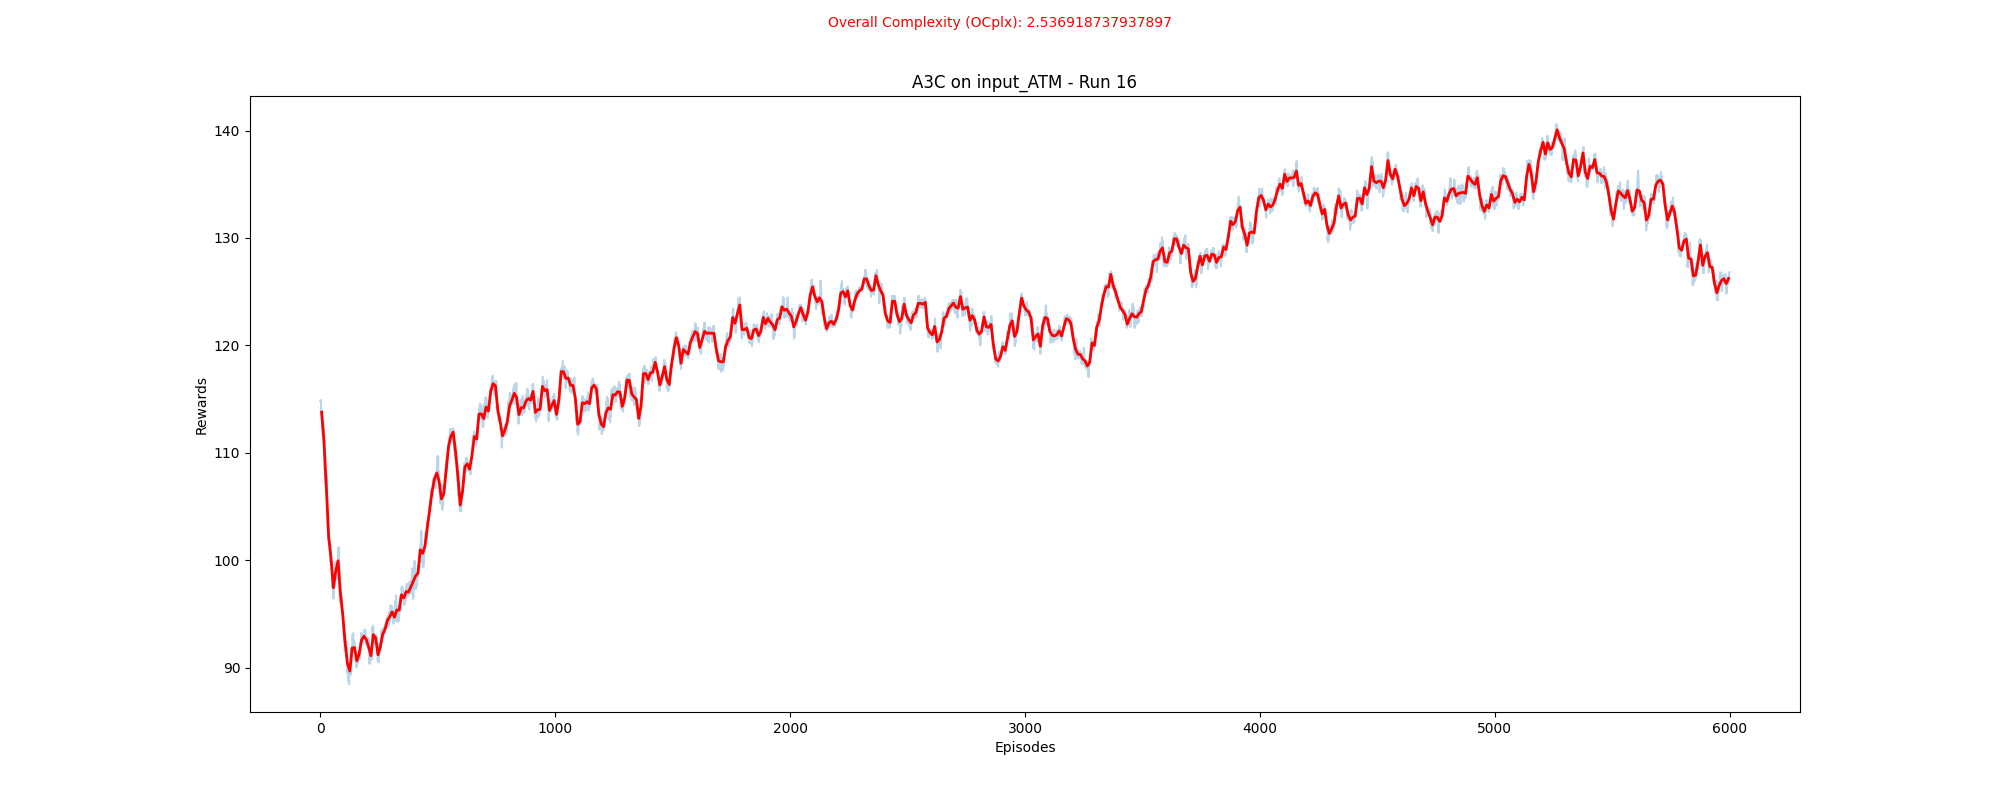 Overall Complexity (OCplx): 2.536918737937897
A3C on input_ATM - Run 16
140
130
120
110
100
90
Rewards
0 1000 2000 3000 4000 5000 6000
Episodes